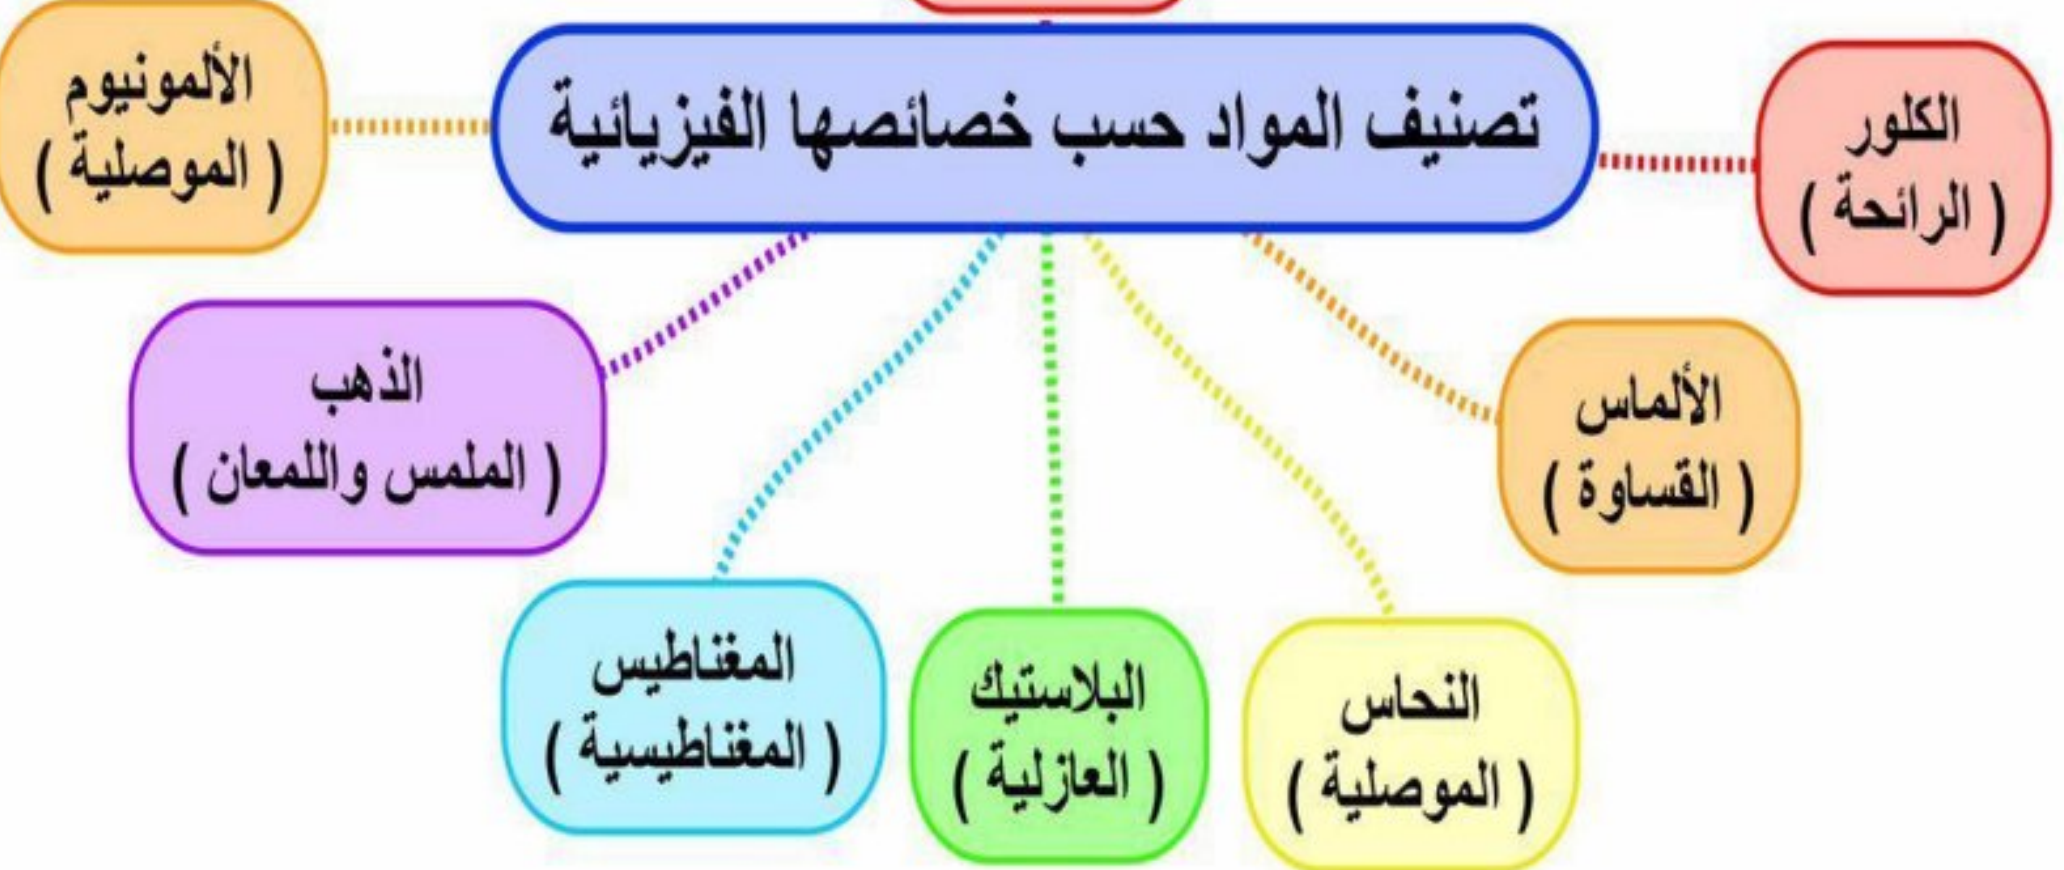 تصنيف المواد حسب خصائصها الفيزيائية
الكلور
( الرائحة )
الألماس
( القساوة )
النحاس
( الموصلية )
البلاستيك
( العازلية )
المغناطيس
( المغناطيسية )
الذهب
( الملمس واللمعان )
الألمونيوم
( الموصلية )